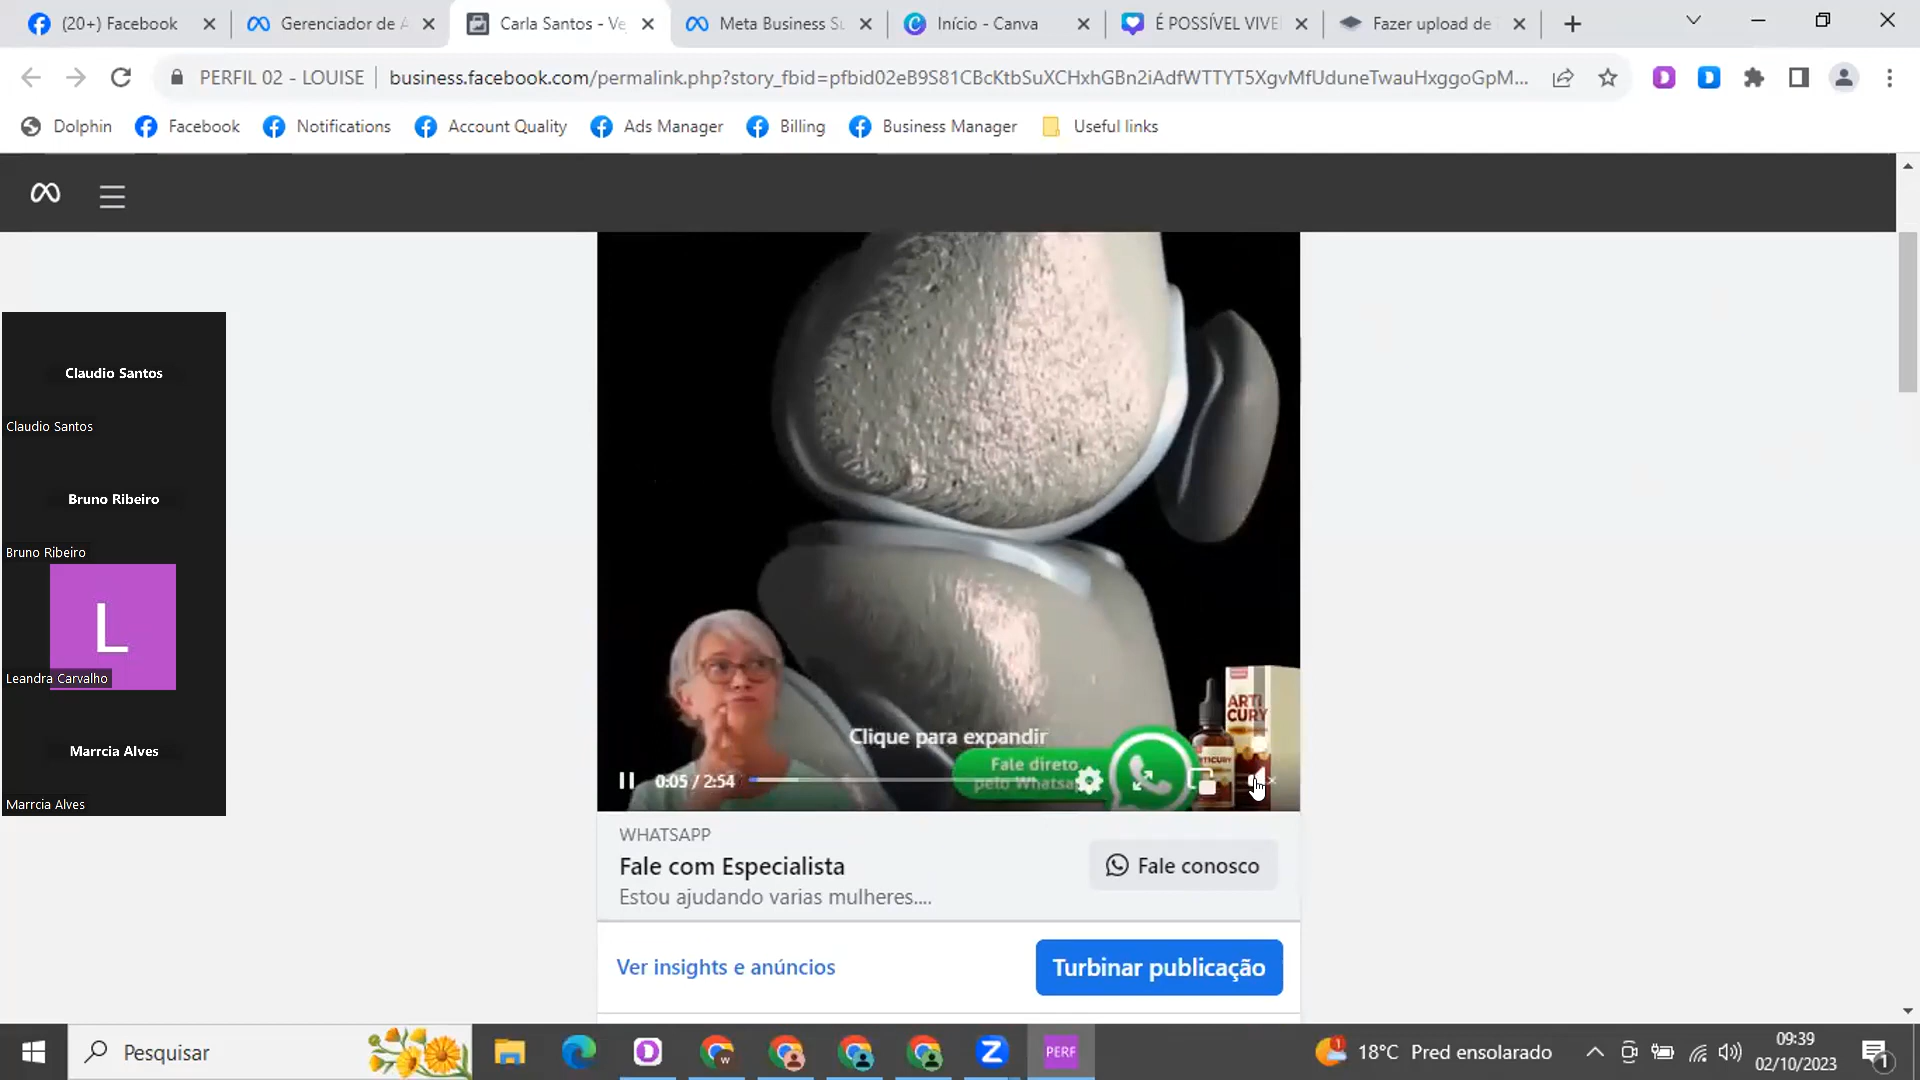 (20+) Facebook
Gerenciador de A
Carla Santos - Ve
Meta Business Su
Início - Canva
É POSSÍVEL VIVE
Fazer upload de
PERFIL 02 - LOUISE
business.facebook.com/permalink.php?story_fbid=pfbid02eB9S81CBcKtbSuXCHxhGBn2iAdfWTTYT5XgvMfUduneTwauHxggoGpM...
Dolphin
Facebook
Notifications
Account Quality
Ads Manager
Billing
Business Manager
Useful links
Claudio Santos
Claudio Santos
Bruno Ribeiro
Bruno Ribeiro
L
Leandra Carvalho
Marrcia Alves
Marrcia Alves
ARTI
CURY
Clique para expandir
Fale direto
pelo Whatsa
0:05 / 2:54
WHATSAPP
Fale com Especialista
Fale conosco
Estou ajudando varias mulheres....
Ver insights e anúncios
Turbinar publicação
Pesquisar
PERF
18°C Pred ensolarado
09:39
02/10/2023
1